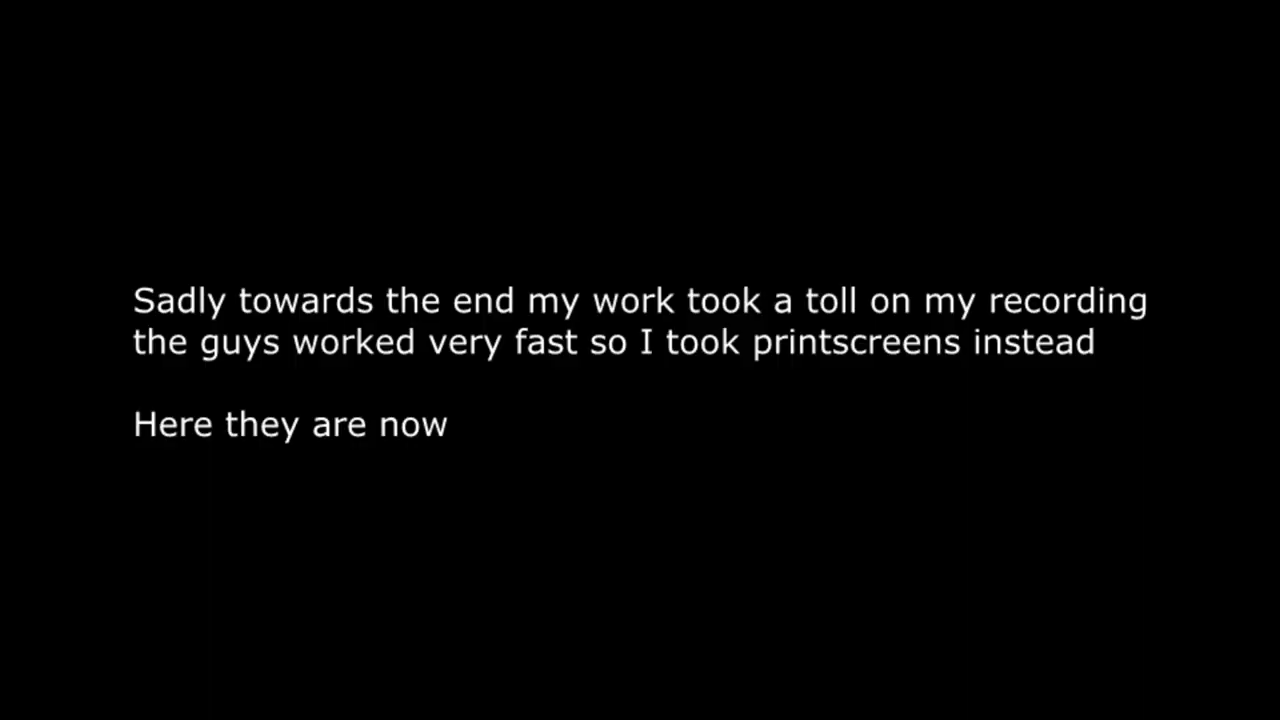 Sadly towards the end my work took a toll on my recording
the guys worked very fast so I took printscreens instead
Here they are now